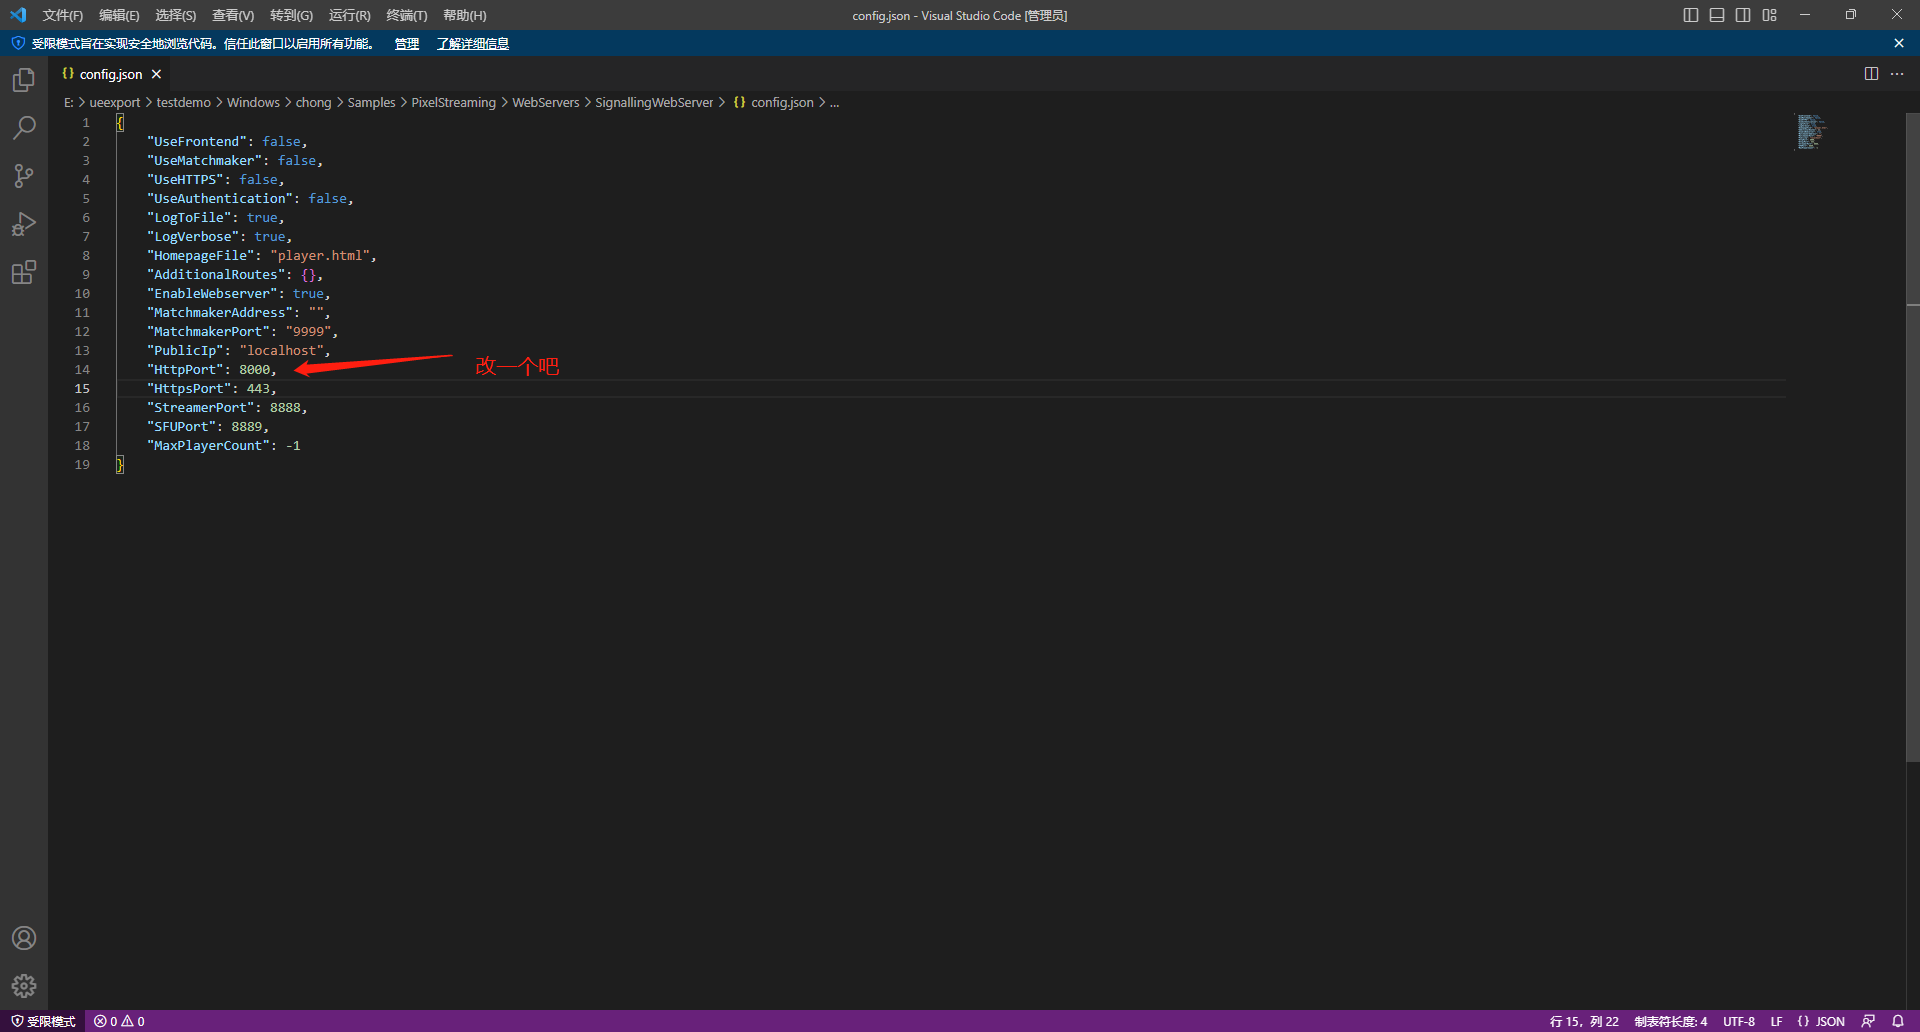 文件(F) 编辑(E) 选择(S) 查看(V) 转到(G) 运行(R) 终端(T) 帮助(H) config.json - Visual Studio Code [管理员]
受限模式旨在实现安全地浏览代码。信任此窗口以启用所有功能。 管理 了解详细信息
{} config.json
E: > ueexport > testdemo > Windows > chong > Samples > PixelStreaming > WebServers > SignallingWebServer > {} config.json > ...
1 {
2 "UseFrontend": false,
3 "UseMatchmaker": false,
4 "UseHTTPS": false,
5 "UseAuthentication": false,
6 "LogToFile": true,
7 "LogVerbose": true,
8 "HomepageFile": "player.html",
9 "AdditionalRoutes": {},
10 "EnableWebserver": true,
11 "MatchmakerAddress": "",
12 "MatchmakerPort": "9999",
13 "PublicIp": "localhost",
14 "HttpPort": 8000, 改一个吧
15 "HttpsPort": 443,
16 "StreamerPort": 8888,
17 "SFUPort": 8889,
18 "MaxPlayerCount": -1
19 }
受限模式 0 0 行 15，列 22 制表符长度: 4 UTF-8 LF {} JSON